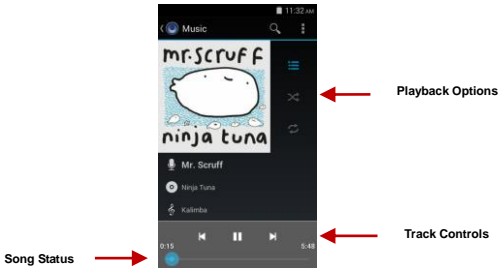 11:32 AM
Music
mr.scruff
ninja tuna
Playback Options
Mr. Scruff
Ninja Tuna
Kalimba
Track Controls
0:15
5:48
Song Status